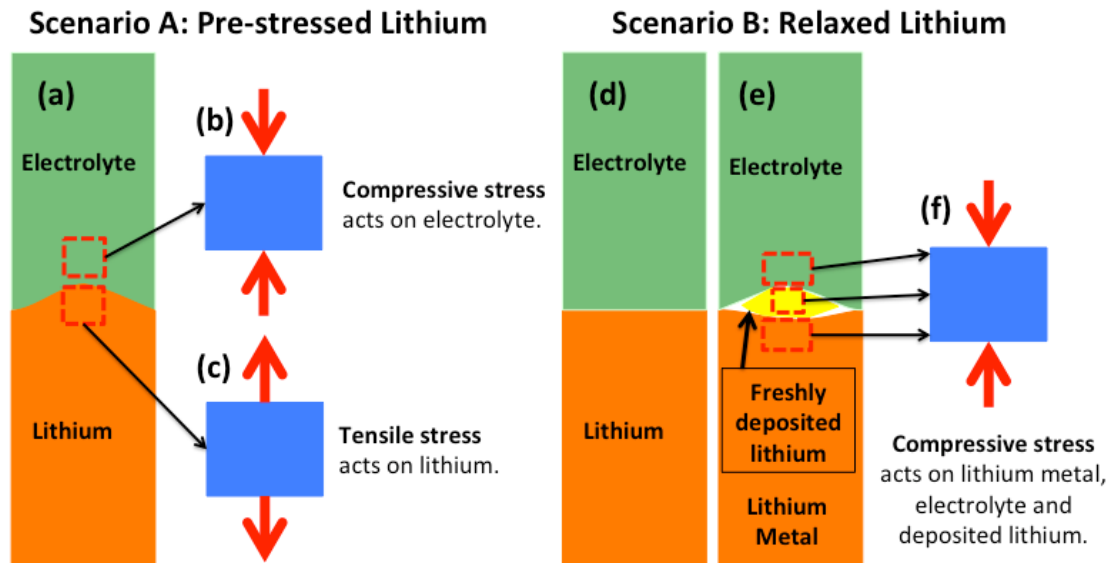 Scenario A: Pre-stressed Lithium
(a)
Electrolyte
Lithium
(b)
Compressive stress
acts on electrolyte.
(c)
Tensile stress
acts on lithium.
Scenario B: Relaxed Lithium
(d)
Electrolyte
Lithium
(e)
Electrolyte
Freshly
deposited
lithium
Lithium
Metal
(f)
Compressive stress
acts on lithium metal,
electrolyte and
deposited lithium.